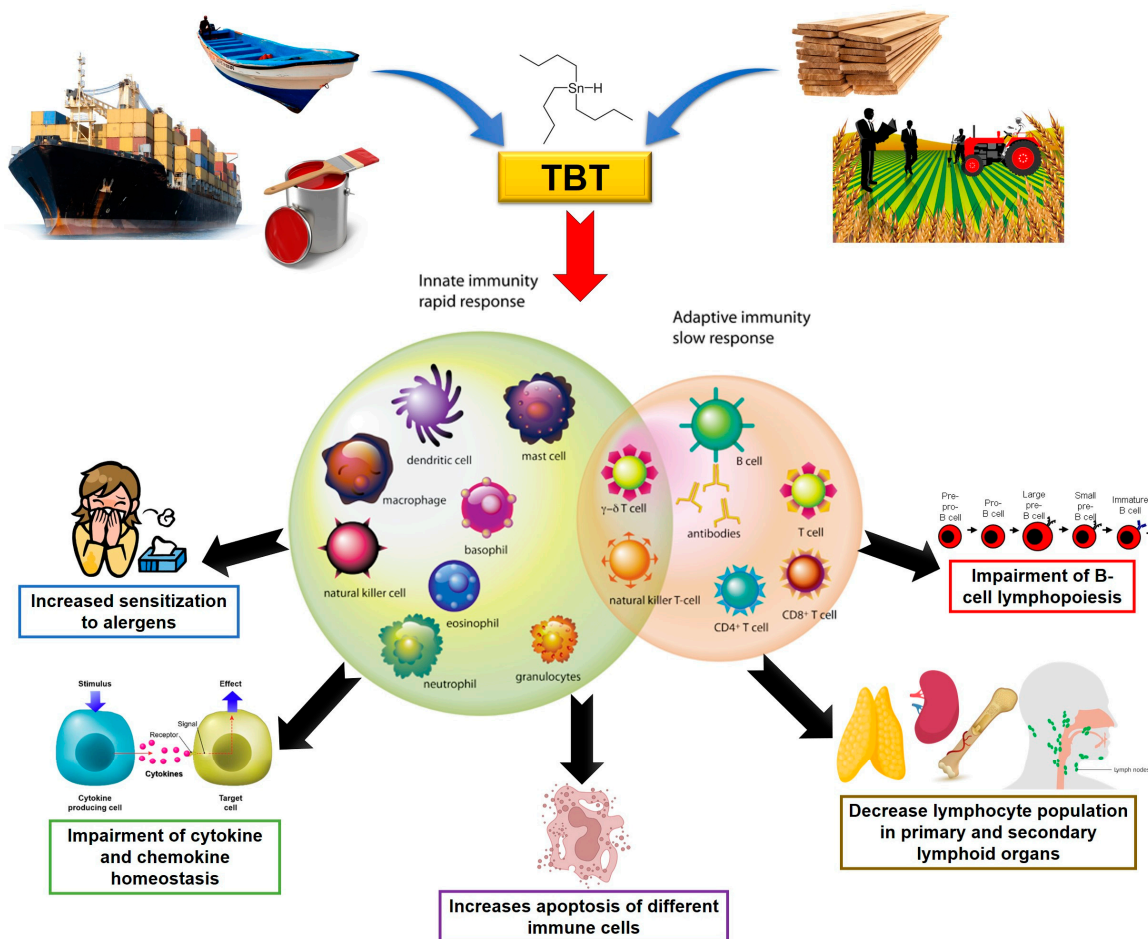 Sn
H
TBT
Innate immunity
rapid response
Adaptive immunity
slow response
dendritic cell
mast cell
macrophage
basophil
natural killer cell
eosinophil
neutrophil
granulocytes
γ–δ T cell
natural killer T-cell
B cell
antibodies
T cell
CD4+ T cell
CD8+ T cell
Increased sensitization
to alergens
Pre-
pro-
B cell
Pro-
B cell
Large
pre-
B cell
Small
pre-
B cell
Immature
B cell
Impairment of B-
cell lymphopoiesis
Stimulus
Effect
Signal
Receptor
Cytokines
Cytokine
producing cell
Target
cell
Impairment of cytokine
and chemokine
homeostasis
Increases apoptosis of different
immune cells
Lymph nodes
Decrease lymphocyte population
in primary and secondary
lymphoid organs